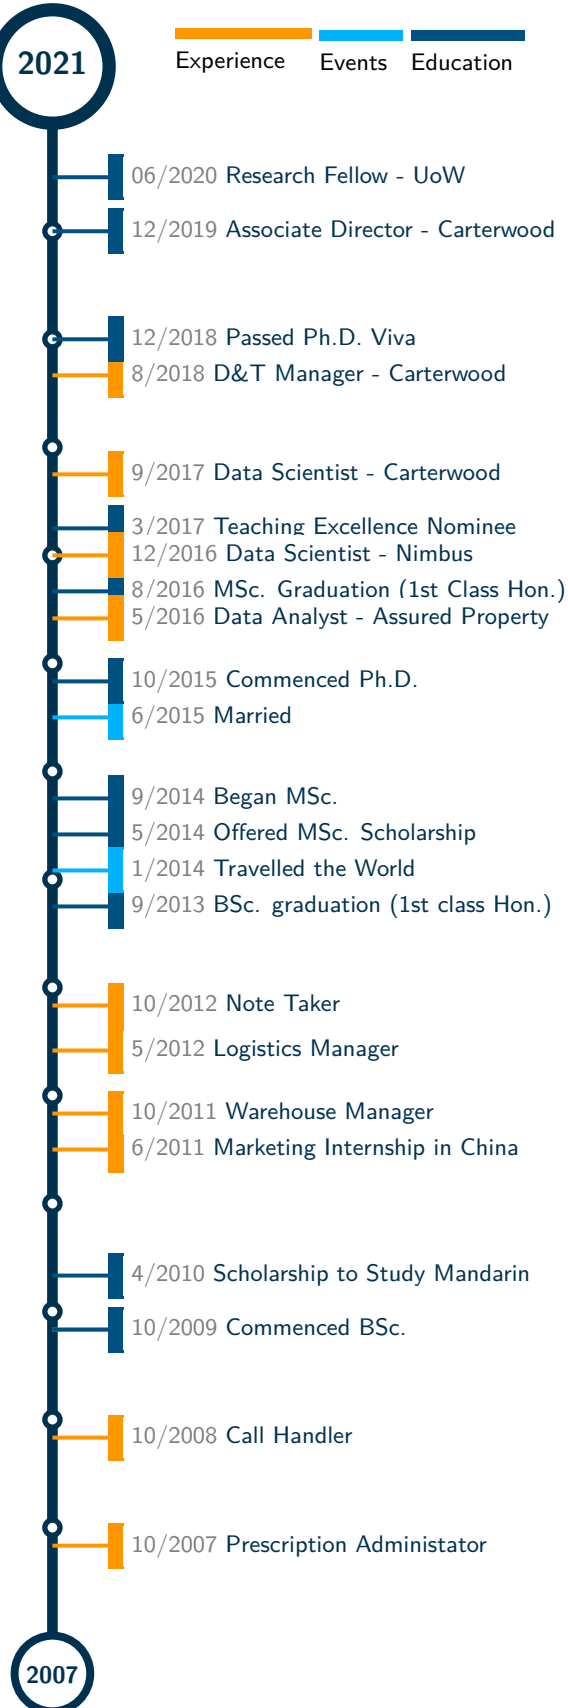 2021
Experience Events Education
06/2020 Research Fellow - UoW
12/2019 Associate Director - Carterwood
12/2018 Passed Ph.D. Viva
8/2018 D&T Manager - Carterwood
9/2017 Data Scientist - Carterwood
3/2017 Teaching Excellence Nominee
12/2016 Data Scientist - Nimbus
8/2016 MSc. Graduation (1st Class Hon.)
5/2016 Data Analyst - Assured Property
10/2015 Commenced Ph.D.
6/2015 Married
9/2014 Began MSc.
5/2014 Offered MSc. Scholarship
1/2014 Travelled the World
9/2013 BSc. graduation (1st class Hon.)
10/2012 Note Taker
5/2012 Logistics Manager
10/2011 Warehouse Manager
6/2011 Marketing Internship in China
4/2010 Scholarship to Study Mandarin
10/2009 Commenced BSc.
10/2008 Call Handler
10/2007 Prescription Administator
2007